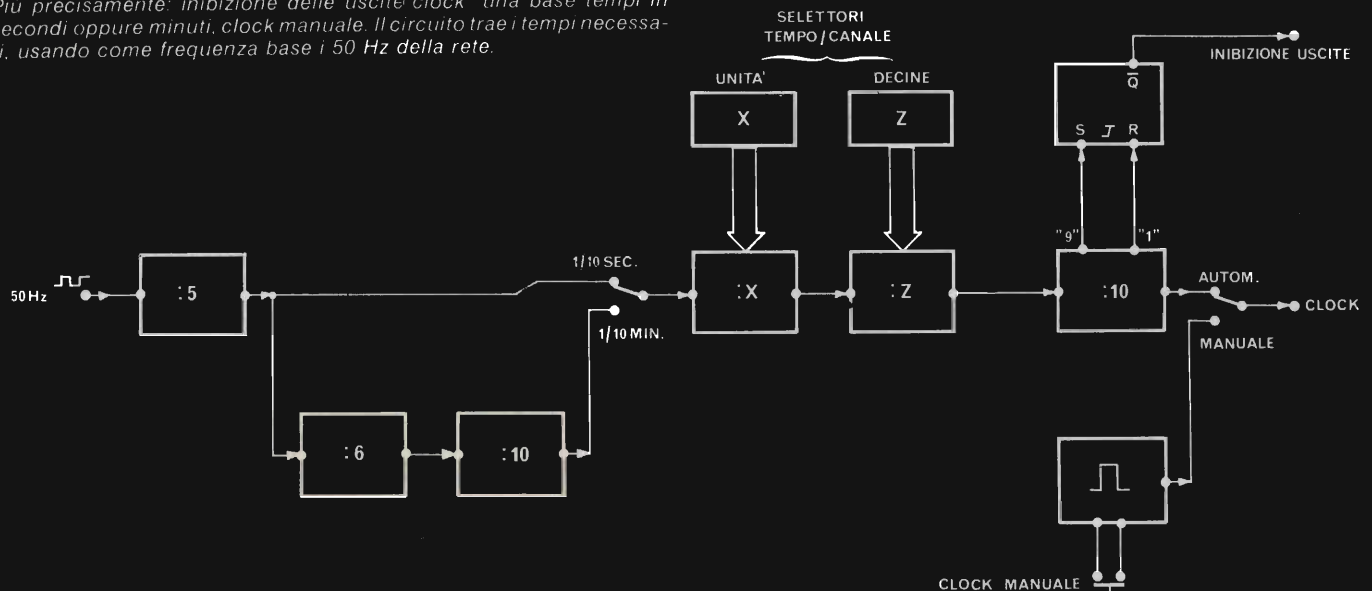 Più precisamente: inibizione delle uscite clock una base tempi in
econdi oppure minuti, clock manuale. Il circuito trae i tempi necessa-
i, usando come frequenza base i 50 Hz della rete.
SELETTORI
TEMPO/CANALE
UNITA'
DECINE
X
Z
INIBIZIONE USCITE
Q̅
S
R
"9"
"1"
50Hz
:5
1/10 SEC.
1/10 MIN.
:X
:Z
:10
AUTOM.
CLOCK
MANUALE
:6
:10
CLOCK MANUALE